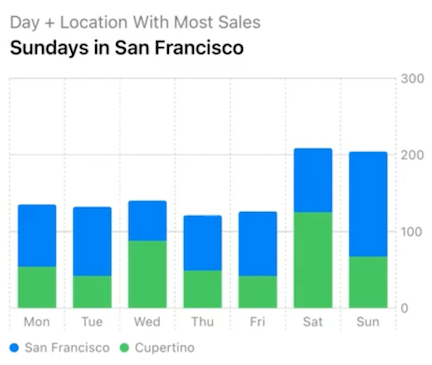 Day + Location With Most Sales
Sundays in San Francisco
300
200
100
0
Mon Tue Wed Thu Fri Sat Sun
San Francisco Cupertino